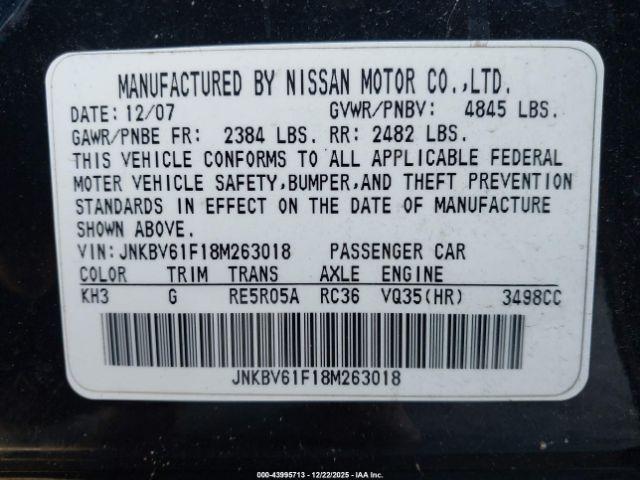 MANUFACTURED BY NISSAN MOTOR CO.,LTD.
DATE: 12/07 GVWR/PNBV: 4845 LBS.
GAWR/PNBE FR: 2384 LBS. RR: 2482 LBS.
THIS VEHICLE CONFORMS TO ALL APPLICABLE FEDERAL
MOTOR VEHICLE SAFETY,BUMPER,AND THEFT PREVENTION
STANDARDS IN EFFECT ON THE DATE OF MANUFACTURE
SHOWN ABOVE.
VIN: JNKBV61F18M263018 PASSENGER CAR
COLOR TRIM TRANS AXLE ENGINE
KH3 G RE5R05A RC36 VQ35(HR) 3498CC
JNKBV61F18M263018
000-43995713 - 12/22/2025 - IAAI.COM